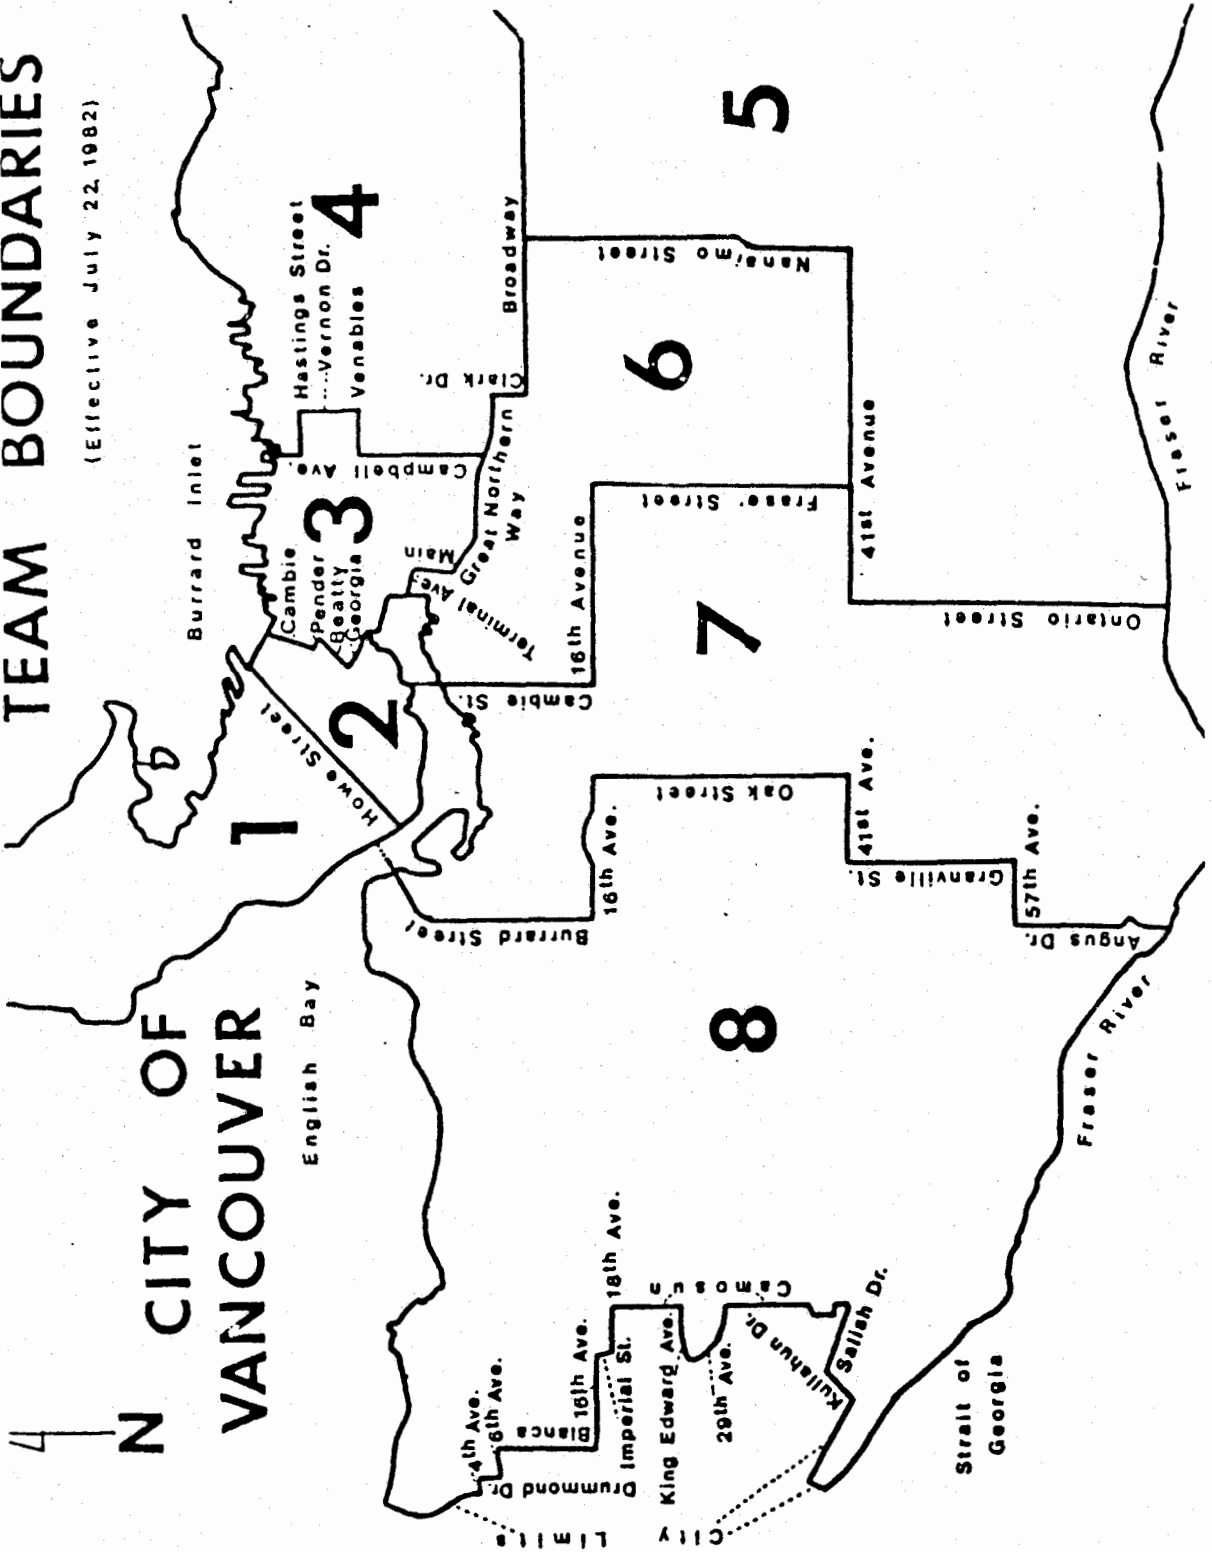 TEAM BOUNDARIES
(Effective July 22, 1982)
CITY OF
VANCOUVER
N
Burrard Inlet
English Bay
1
2
3
4
5
6
7
8
Howe Street
Cambie
Pender
Beatty
Georgia
Hastings Street
Vernon Dr.
Venables
Campbell Ave.
Clark Dr.
Broadway
Main
Great Northern
Way
Terminal Ave.
Cambie St.
16th Avenue
Nanaimo Street
Fraser Street
41st Avenue
Ontario Street
Fraser River
Burrard Street
16th Ave.
Oak Street
41st Ave.
Granville St.
57th Ave.
Angus Dr.
Fraser River
4th Ave.
6th Ave.
Drummond Dr.
Blanca
16th Ave.
Imperial St.
18th Ave.
Camosun
King Edward Ave.
29th Ave.
Kullahun Dr.
Salish Dr.
City
Limits
Strait of
Georgia